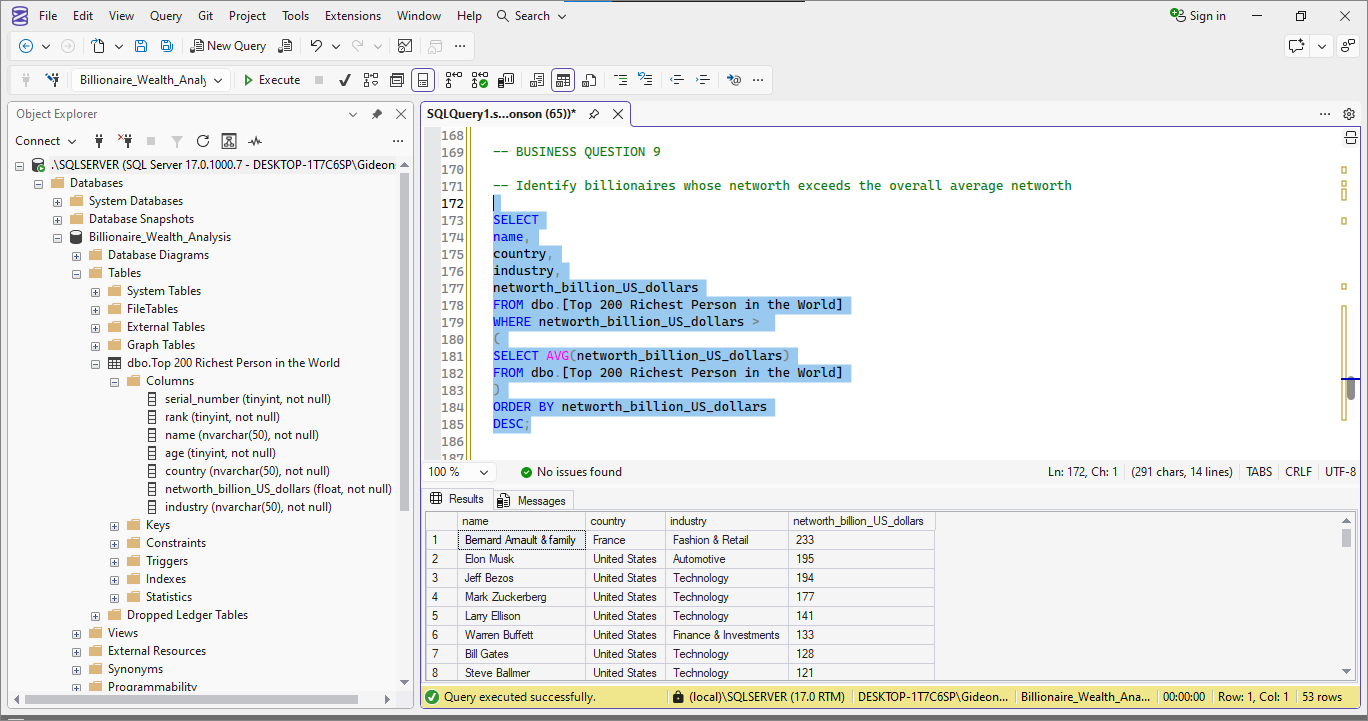 File Edit View Query Git Project Tools Extensions Window Help Search Sign in
New Query
Billionaire_Wealth_Analy Execute
Object Explorer
Connect
.\SQLSERVER (SQL Server 17.0.1000.7 - DESKTOP-1T7C6SP\Gideon
Databases
System Databases
Database Snapshots
Billionaire_Wealth_Analysis
Database Diagrams
Tables
System Tables
FileTables
External Tables
Graph Tables
dbo.Top 200 Richest Person in the World
Columns
serial_number (tinyint, not null)
rank (tinyint, not null)
name (nvarchar(50), not null)
age (tinyint, not null)
country (nvarchar(50), not null)
networth_billion_US_dollars (float, not null)
industry (nvarchar(50), not null)
Keys
Constraints
Triggers
Indexes
Statistics
Dropped Ledger Tables
Views
External Resources
Synonyms
Programmability
SQLQuery1.s...onson (65))*
168
169 -- BUSINESS QUESTION 9
170
171 -- Identify billionaires whose networth exceeds the overall average networth
172
173 SELECT
174 name,
175 country,
176 industry,
177 networth_billion_US_dollars
178 FROM dbo.[Top 200 Richest Person in the World]
179 WHERE networth_billion_US_dollars >
180 (
181 SELECT AVG(networth_billion_US_dollars)
182 FROM dbo.[Top 200 Richest Person in the World]
183 )
184 ORDER BY networth_billion_US_dollars
185 DESC;
186
187
100 % No issues found Ln: 172, Ch: 1 (291 chars, 14 lines) TABS CRLF UTF-8
Results Messages
name country industry networth_billion_US_dollars
1 Bernard Arnault & family France Fashion & Retail 233
2 Elon Musk United States Automotive 195
3 Jeff Bezos United States Technology 194
4 Mark Zuckerberg United States Technology 177
5 Larry Ellison United States Technology 141
6 Warren Buffett United States Finance & Investments 133
7 Bill Gates United States Technology 128
8 Steve Ballmer United States Technology 121
Query executed successfully. (local)\SQLSERVER (17.0 RTM) DESKTOP-1T7C6SP\Gideon... Billionaire_Wealth_Ana... 00:00:00 Row: 1, Col: 1 53 rows